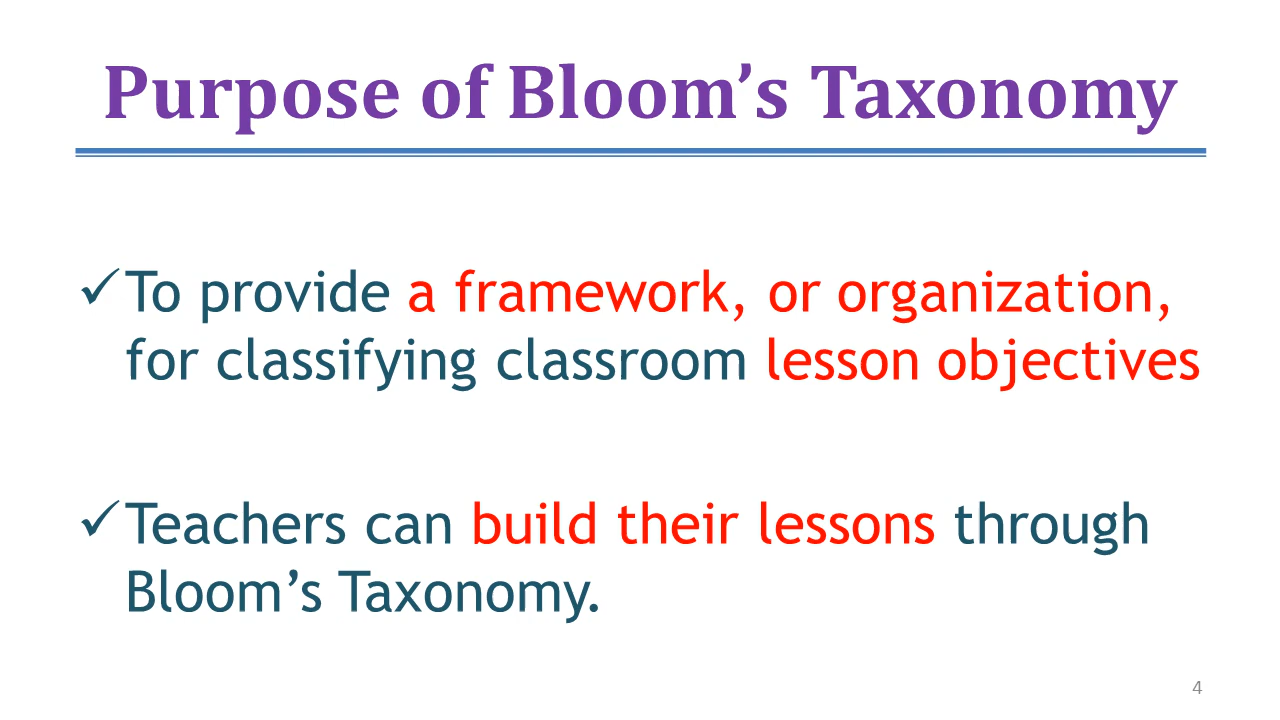 Purpose of Bloom’s Taxonomy
✓To provide a framework, or organization,
for classifying classroom lesson objectives
✓Teachers can build their lessons through
Bloom’s Taxonomy.
4